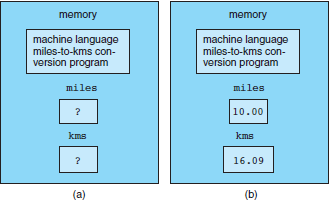 memory
machine language
miles-to-kms con-
version program
miles
?
kms
?
(a)
memory
machine language
miles-to-kms con-
version program
miles
10.00
kms
16.09
(b)